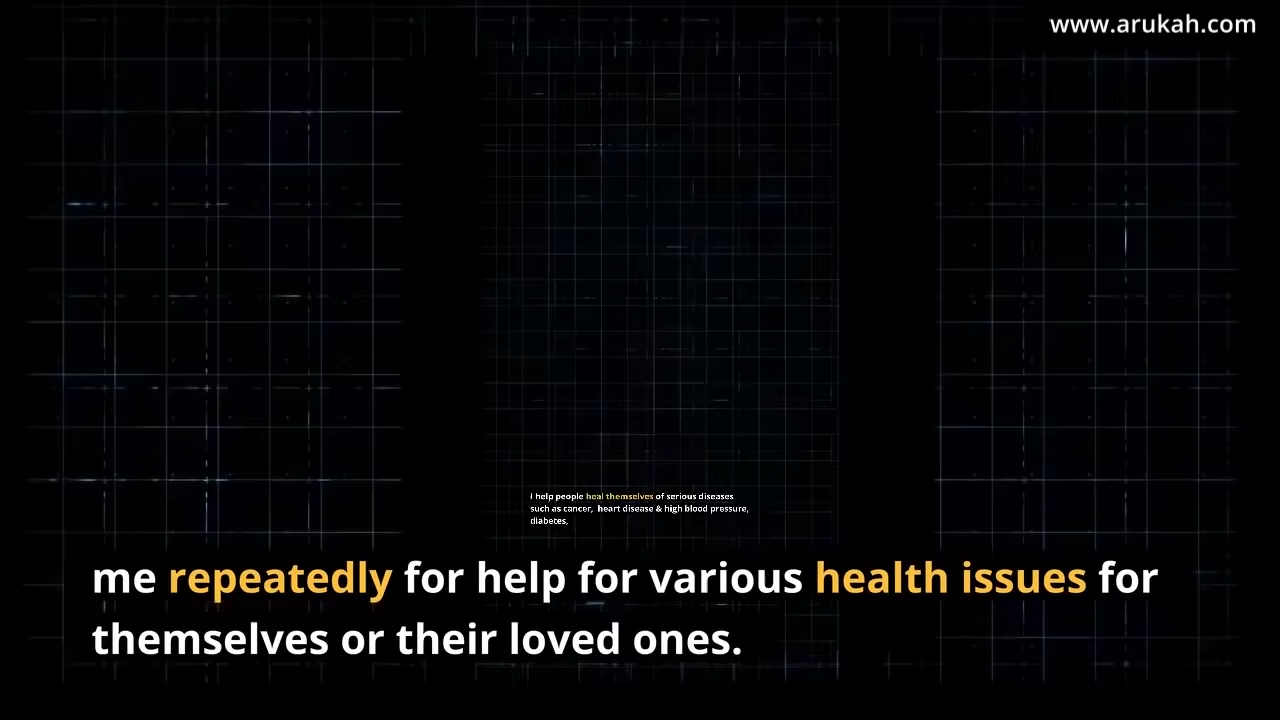 www.arukah.com
I help people heal themselves of serious diseases
such as cancer, heart disease & high blood pressure,
diabetes,
me repeatedly for help for various health issues for
themselves or their loved ones.